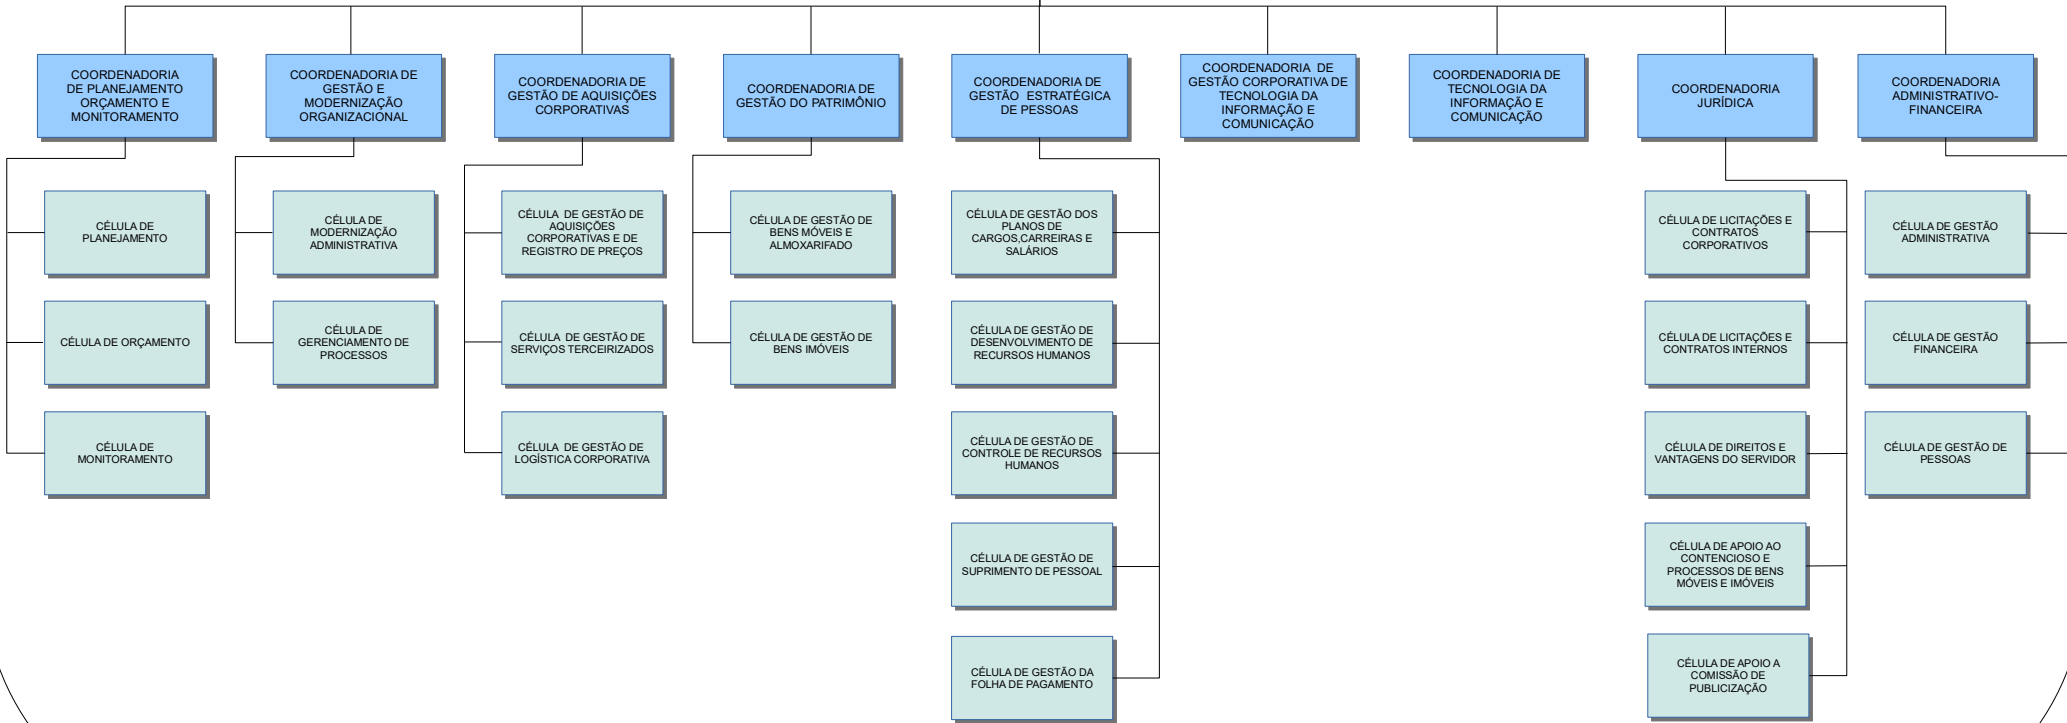 COORDENADORIA
DE PLANEJAMENTO
ORÇAMENTO E
MONITORAMENTO
COORDENADORIA DE
GESTÃO E
MODERNIZAÇÃO
ORGANIZACIONAL
COORDENADORIA DE
GESTÃO DE AQUISIÇÕES
CORPORATIVAS
COORDENADORIA DE
GESTÃO DO PATRIMÔNIO
COORDENADORIA DE
GESTÃO ESTRATÉGICA
DE PESSOAS
COORDENADORIA DE
GESTÃO CORPORATIVA DE
TECNOLOGIA DA
INFORMAÇÃO E
COMUNICAÇÃO
COORDENADORIA DE
TECNOLOGIA DA
INFORMAÇÃO E
COMUNICAÇÃO
COORDENADORIA
JURÍDICA
COORDENADORIA
ADMINISTRATIVO-
FINANCEIRA
CÉLULA DE
PLANEJAMENTO
CÉLULA DE
MODERNIZAÇÃO
ADMINISTRATIVA
CÉLULA DE GESTÃO DE
AQUISIÇÕES
CORPORATIVAS E DE
REGISTRO DE PREÇOS
CÉLULA DE GESTÃO DE
BENS MÓVEIS E
ALMOXARIFADO
CÉLULA DE GESTÃO DOS
PLANOS DE
CARGOS,CARREIRAS E
SALÁRIOS
CÉLULA DE LICITAÇÕES E
CONTRATOS
CORPORATIVOS
CÉLULA DE GESTÃO
ADMINISTRATIVA
CÉLULA DE ORÇAMENTO
CÉLULA DE
GERENCIAMENTO DE
PROCESSOS
CÉLULA DE GESTÃO DE
SERVIÇOS TERCEIRIZADOS
CÉLULA DE GESTÃO DE
BENS IMÓVEIS
CÉLULA DE GESTÃO DE
DESENVOLVIMENTO DE
RECURSOS HUMANOS
CÉLULA DE LICITAÇÕES E
CONTRATOS INTERNOS
CÉLULA DE GESTÃO
FINANCEIRA
CÉLULA DE
MONITORAMENTO
CÉLULA DE GESTÃO DE
LOGÍSTICA CORPORATIVA
CÉLULA DE GESTÃO DE
CONTROLE DE RECURSOS
HUMANOS
CÉLULA DE DIREITOS E
VANTAGENS DO SERVIDOR
CÉLULA DE GESTÃO DE
PESSOAS
CÉLULA DE GESTÃO DE
SUPRIMENTO DE PESSOAL
CÉLULA DE APOIO AO
CONTENCIOSO E
PROCESSOS DE BENS
MÓVEIS E IMÓVEIS
CÉLULA DE GESTÃO DA
FOLHA DE PAGAMENTO
CÉLULA DE APOIO A
COMISSÃO DE
PUBLICIZAÇÃO